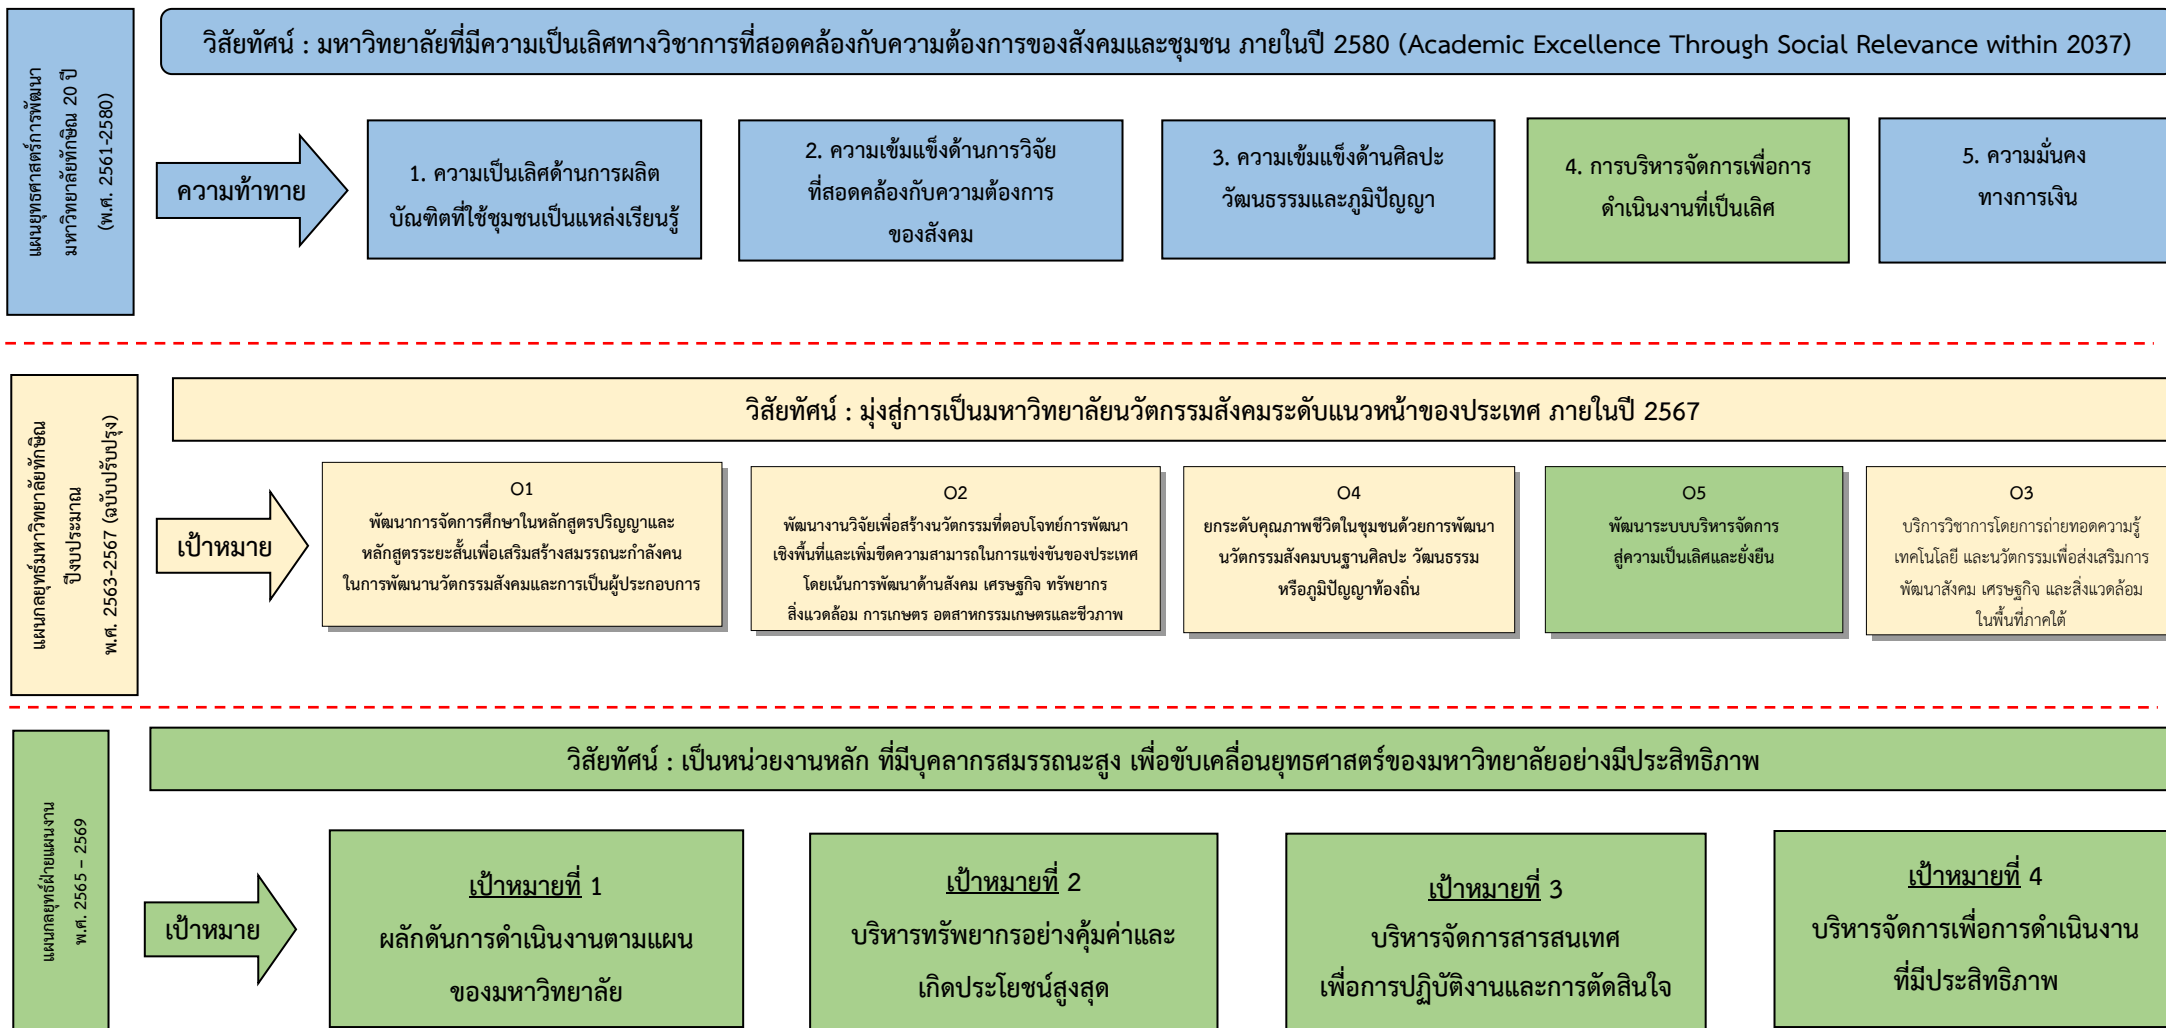 แผนยุทธศาสตร์การพัฒนา
มหาวิทยาลัยทักษิณ 20 ปี
(พ.ศ. 2561-2580)
วิสัยทัศน์ : มหาวิทยาลัยที่มีความเป็นเลิศทางวิชาการที่สอดคล้องกับความต้องการของสังคมและชุมชน ภายในปี 2580 (Academic Excellence Through Social Relevance within 2037)
ความท้าทาย
1. ความเป็นเลิศด้านการผลิต
บัณฑิตที่ใช้ชุมชนเป็นแหล่งเรียนรู้
2. ความเข้มแข็งด้านการวิจัย
ที่สอดคล้องกับความต้องการ
ของสังคม
3. ความเข้มแข็งด้านศิลปะ
วัฒนธรรมและภูมิปัญญา
4. การบริหารจัดการเพื่อการ
ดำเนินงานที่เป็นเลิศ
5. ความมั่นคง
ทางการเงิน
แผนกลยุทธ์มหาวิทยาลัยทักษิณ
ปีงบประมาณ
พ.ศ. 2563-2567 (ฉบับปรับปรุง)
วิสัยทัศน์ : มุ่งสู่การเป็นมหาวิทยาลัยนวัตกรรมสังคมระดับแนวหน้าของประเทศ ภายในปี 2567
เป้าหมาย
O1
พัฒนาการจัดการศึกษาในหลักสูตรปริญญาและ
หลักสูตรระยะสั้นเพื่อเสริมสร้างสมรรถนะกำลังคน
ในการพัฒนานวัตกรรมสังคมและการเป็นผู้ประกอบการ
O2
พัฒนางานวิจัยเพื่อสร้างนวัตกรรมที่ตอบโจทย์การพัฒนา
เชิงพื้นที่และเพิ่มขีดความสามารถในการแข่งขันของประเทศ
โดยเน้นการพัฒนาด้านสังคม เศรษฐกิจ ทรัพยากร
สิ่งแวดล้อม การเกษตร อตสาหกรรมเกษตรและชีวภาพ
O4
ยกระดับคุณภาพชีวิตในชุมชนด้วยการพัฒนา
นวัตกรรมสังคมบนฐานศิลปะ วัฒนธรรม
หรือภูมิปัญญาท้องถิ่น
O5
พัฒนาระบบบริหารจัดการ
สู่ความเป็นเลิศและยั่งยืน
O3
บริการวิชาการโดยการถ่ายทอดความรู้
เทคโนโลยี และนวัตกรรมเพื่อส่งเสริมการ
พัฒนาสังคม เศรษฐกิจ และสิ่งแวดล้อม
ในพื้นที่ภาคใต้
แผนกลยุทธ์ฝ่ายแผนงาน
พ.ศ. 2565 – 2569
วิสัยทัศน์ : เป็นหน่วยงานหลัก ที่มีบุคลากรสมรรถนะสูง เพื่อขับเคลื่อนยุทธศาสตร์ของมหาวิทยาลัยอย่างมีประสิทธิภาพ
เป้าหมาย
เป้าหมายที่ 1
ผลักดันการดำเนินงานตามแผน
ของมหาวิทยาลัย
เป้าหมายที่ 2
บริหารทรัพยากรอย่างคุ้มค่าและ
เกิดประโยชน์สูงสุด
เป้าหมายที่ 3
บริหารจัดการสารสนเทศ
เพื่อการปฏิบัติงานและการตัดสินใจ
เป้าหมายที่ 4
บริหารจัดการเพื่อการดำเนินงาน
ที่มีประสิทธิภาพ